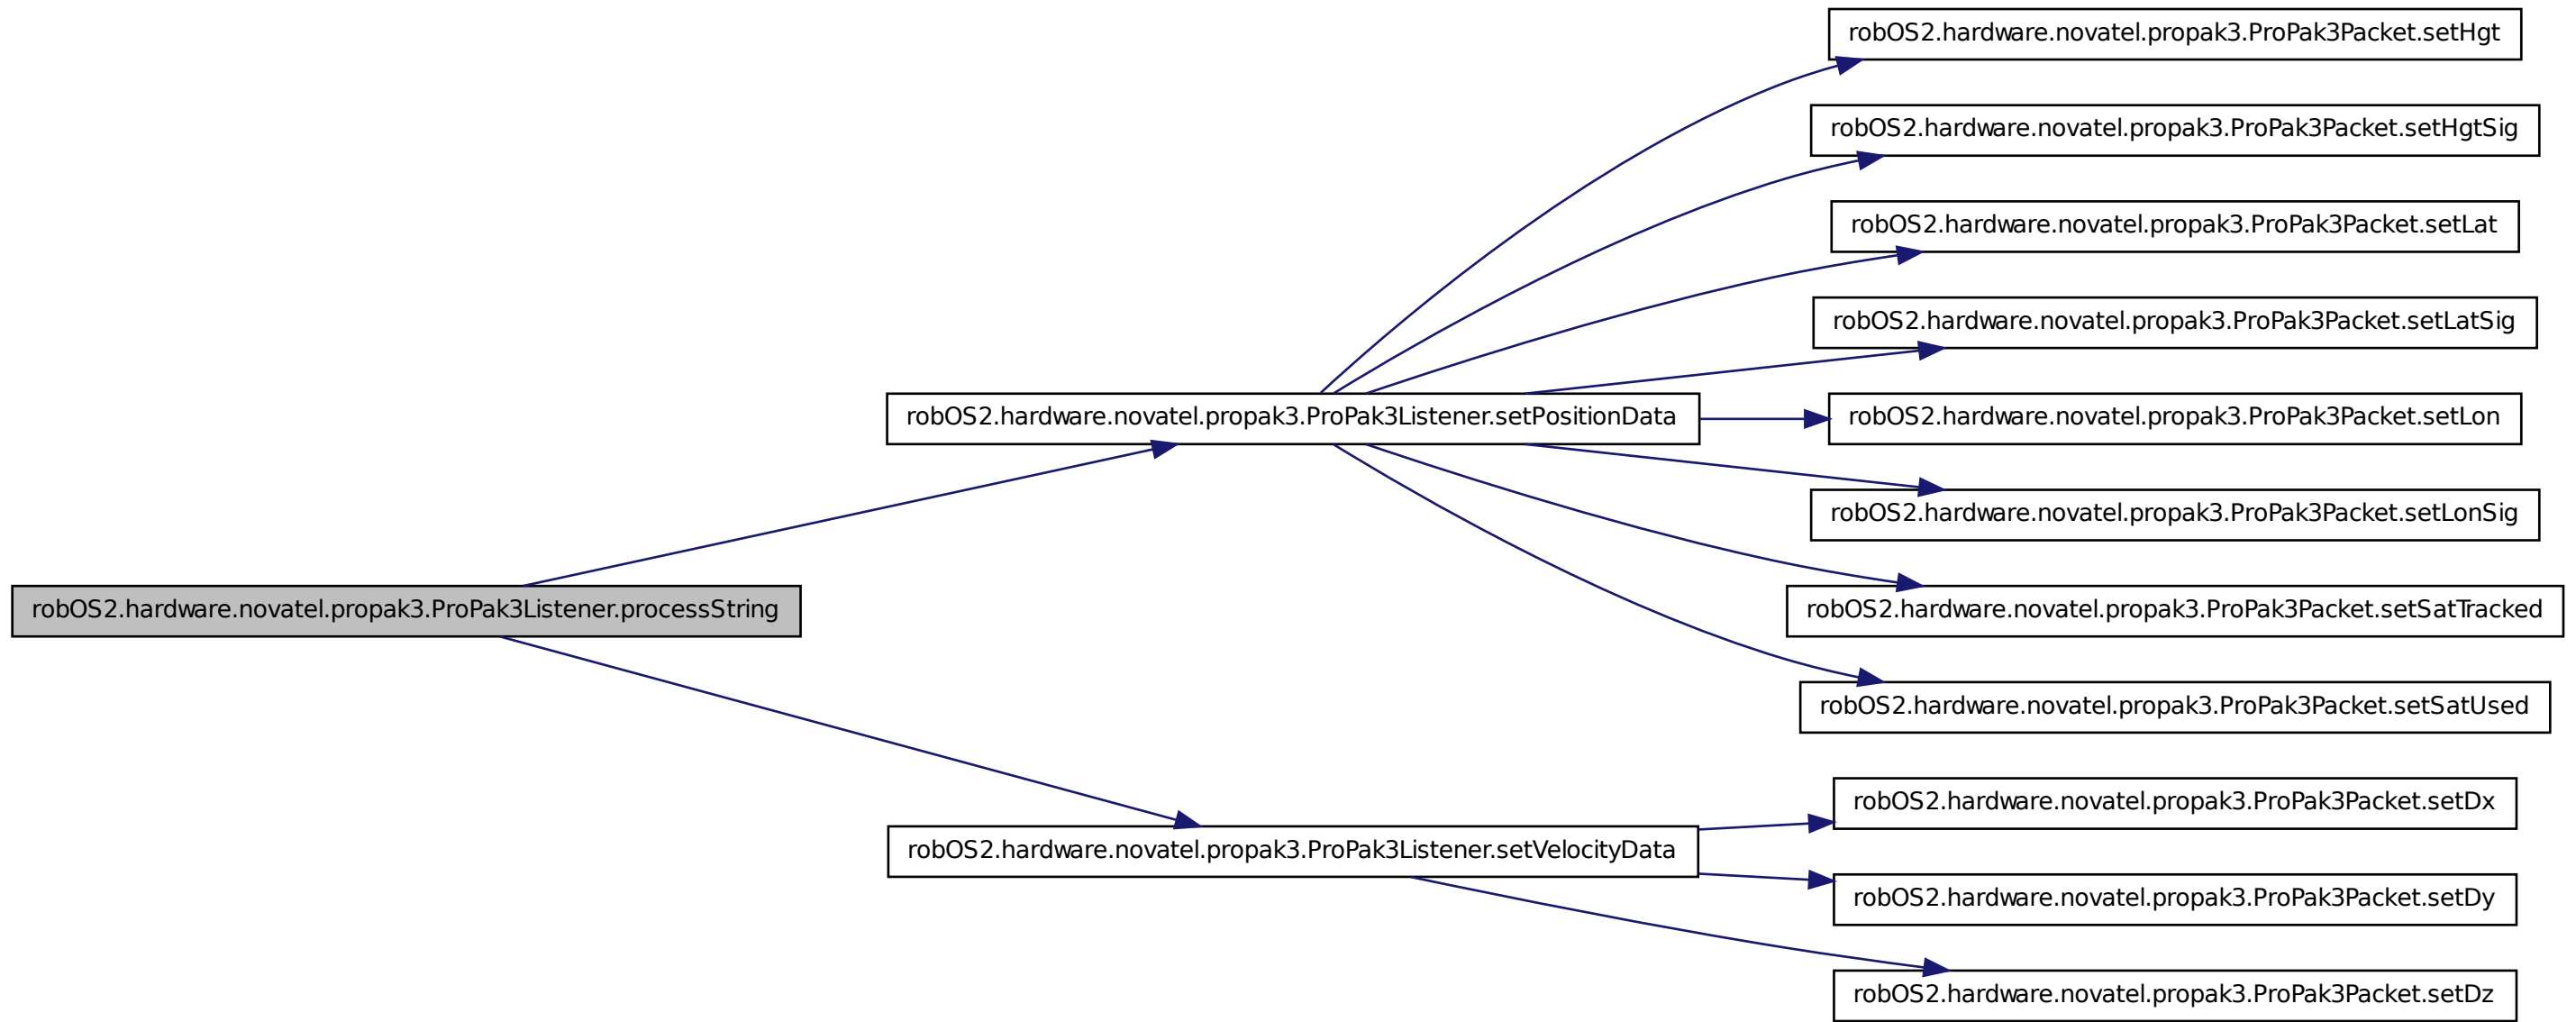 robOS2.hardware.novatel.propak3.ProPak3Packet.setHgt
robOS2.hardware.novatel.propak3.ProPak3Packet.setHgtSig
robOS2.hardware.novatel.propak3.ProPak3Packet.setLat
robOS2.hardware.novatel.propak3.ProPak3Packet.setLatSig
robOS2.hardware.novatel.propak3.ProPak3Listener.setPositionData
robOS2.hardware.novatel.propak3.ProPak3Packet.setLon
robOS2.hardware.novatel.propak3.ProPak3Packet.setLonSig
robOS2.hardware.novatel.propak3.ProPak3Listener.processString
robOS2.hardware.novatel.propak3.ProPak3Packet.setSatTracked
robOS2.hardware.novatel.propak3.ProPak3Packet.setSatUsed
robOS2.hardware.novatel.propak3.ProPak3Packet.setDx
robOS2.hardware.novatel.propak3.ProPak3Listener.setVelocityData
robOS2.hardware.novatel.propak3.ProPak3Packet.setDy
robOS2.hardware.novatel.propak3.ProPak3Packet.setDz